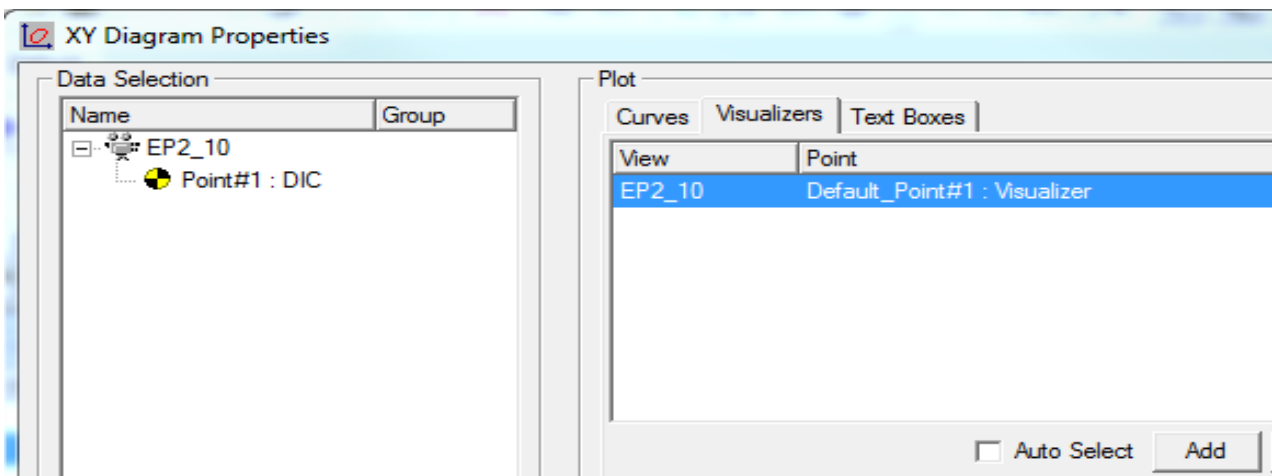 XY Diagram Properties
Data Selection
Name Group
EP2_10
Point#1 : DIC
Plot
Curves Visualizers Text Boxes
View Point
EP2_10 Default_Point#1 : Visualizer
Auto Select Add